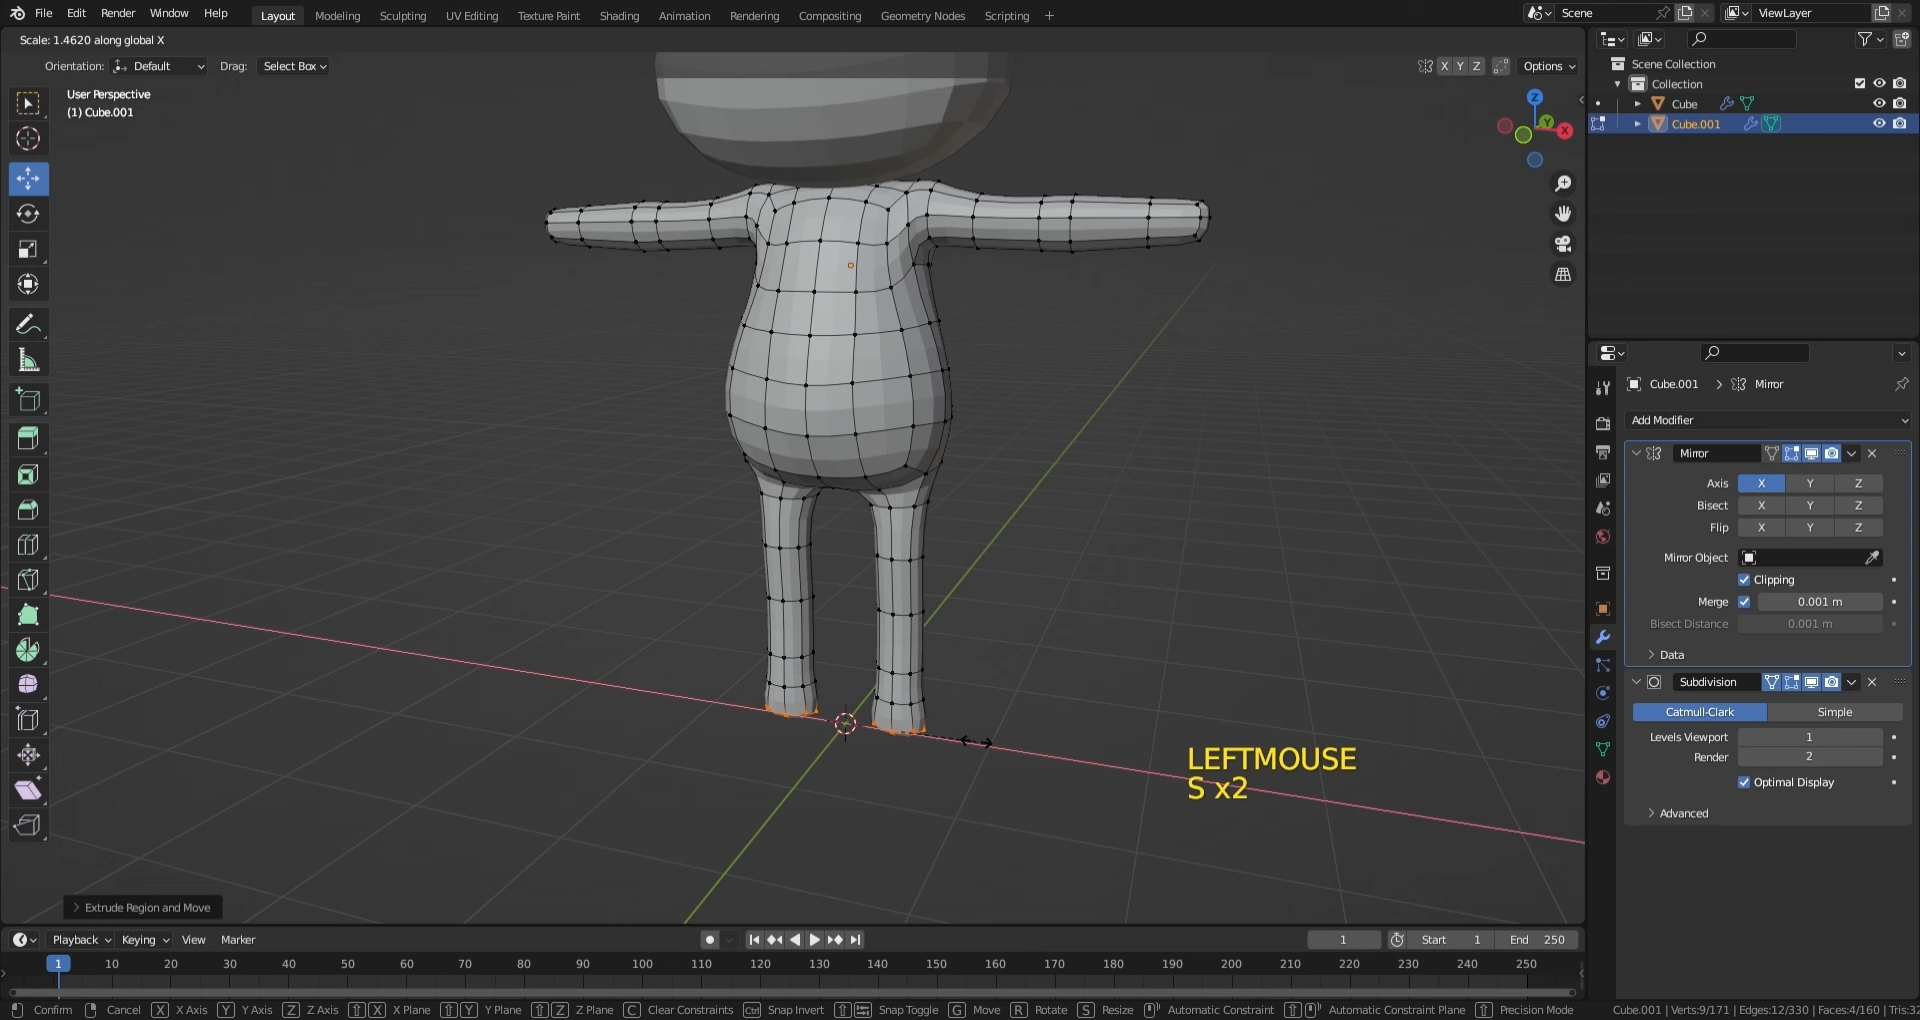 File Edit Render Window Help Layout Modeling Sculpting UV Editing Texture Paint Shading Animation Rendering Compositing Geometry Nodes Scripting + Scene ViewLayer
Scale: 1.4620 along global X
Orientation: Default Drag: Select Box X Y Z Options
User Perspective
(1) Cube.001
Z
Y
X
Scene Collection
Collection
Cube
Cube.001
Cube.001 > Mirror
Add Modifier
Mirror
Axis X Y Z
Bisect X Y Z
Flip X Y Z
Mirror Object
Clipping
Merge 0.001 m
Bisect Distance 0.001 m
Data
Subdivision
Catmull-Clark Simple
Levels Viewport 1
Render 2
Optimal Display
Advanced
LEFTMOUSE
S x2
Extrude Region and Move
Playback Keying View Marker 1 Start 1 End 250
1 10 20 30 40 50 60 70 80 90 100 110 120 130 140 150 160 170 180 190 200 210 220 230 240 250
Confirm Cancel X X Axis Y Y Axis Z Z Axis X X Plane Y Y Plane Z Z Plane C Clear Constraints Ctrl Snap Invert Snap Toggle G Move R Rotate S Resize Automatic Constraint Automatic Constraint Plane Precision Mode Cube.001 | Verts:9/171 | Edges:12/330 | Faces:4/160 | Tris:32